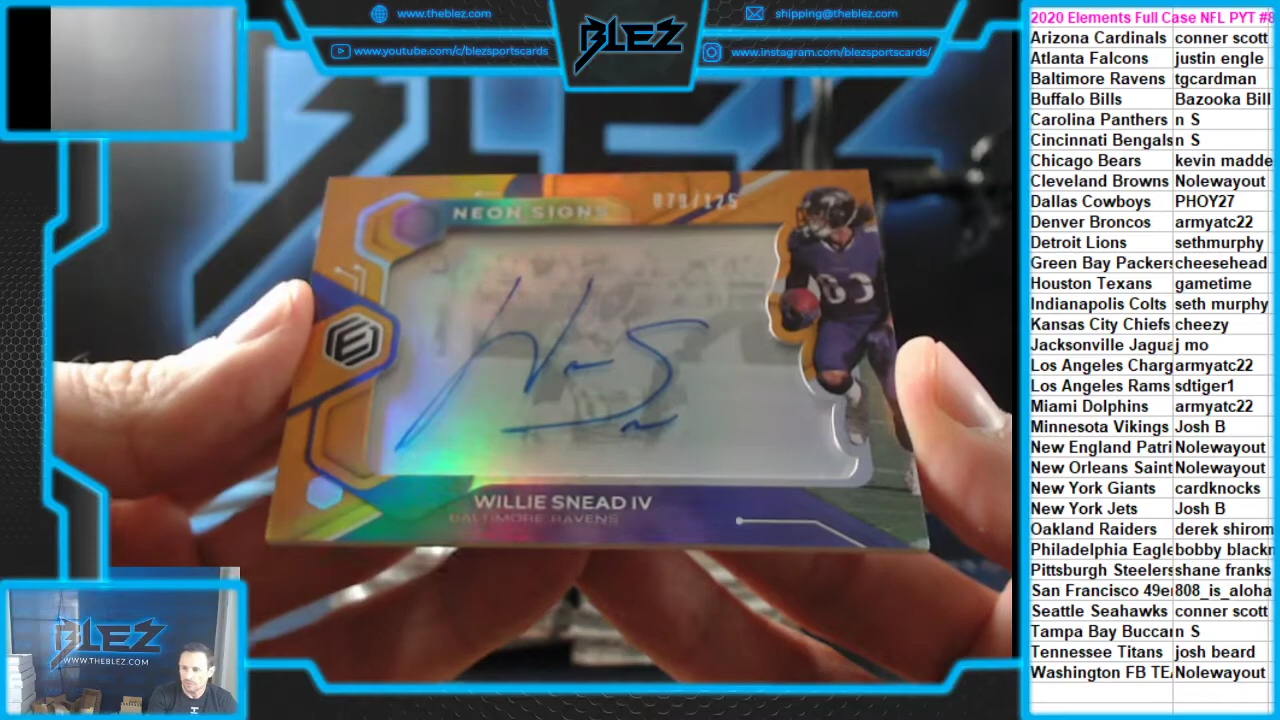 www.theblez.com
shipping@theblez.com
www.youtube.com/c/blezsportscards
www.instagram.com/blezsportscards/
BLEZ
NEON SIGNS
079/125
83
WILLIE SNEAD IV
BALTIMORE RAVENS
BLEZ
WWW.THEBLEZ.COM
2020 Elements Full Case NFL PYT #8
Arizona Cardinals conner scott
Atlanta Falcons justin engle
Baltimore Ravens tgcardman
Buffalo Bills Bazooka Bill
Carolina Panthers n S
Cincinnati Bengals n S
Chicago Bears kevin madde
Cleveland Browns Nolewayout
Dallas Cowboys PHOY27
Denver Broncos armyatc22
Detroit Lions sethmurphy
Green Bay Packers cheesehead
Houston Texans gametime
Indianapolis Colts seth murphy
Kansas City Chiefs cheezy
Jacksonville Jagua j mo
Los Angeles Charg armyatc22
Los Angeles Rams sdtiger1
Miami Dolphins armyatc22
Minnesota Vikings Josh B
New England Patri Nolewayout
New Orleans Saint Nolewayout
New York Giants cardknocks
New York Jets Josh B
Oakland Raiders derek shirom
Philadelphia Eagle bobby blackn
Pittsburgh Steelers shane franks
San Francisco 49e 808_is_aloha
Seattle Seahawks conner scott
Tampa Bay Buccan n S
Tennessee Titans josh beard
Washington FB TEA Nolewayout